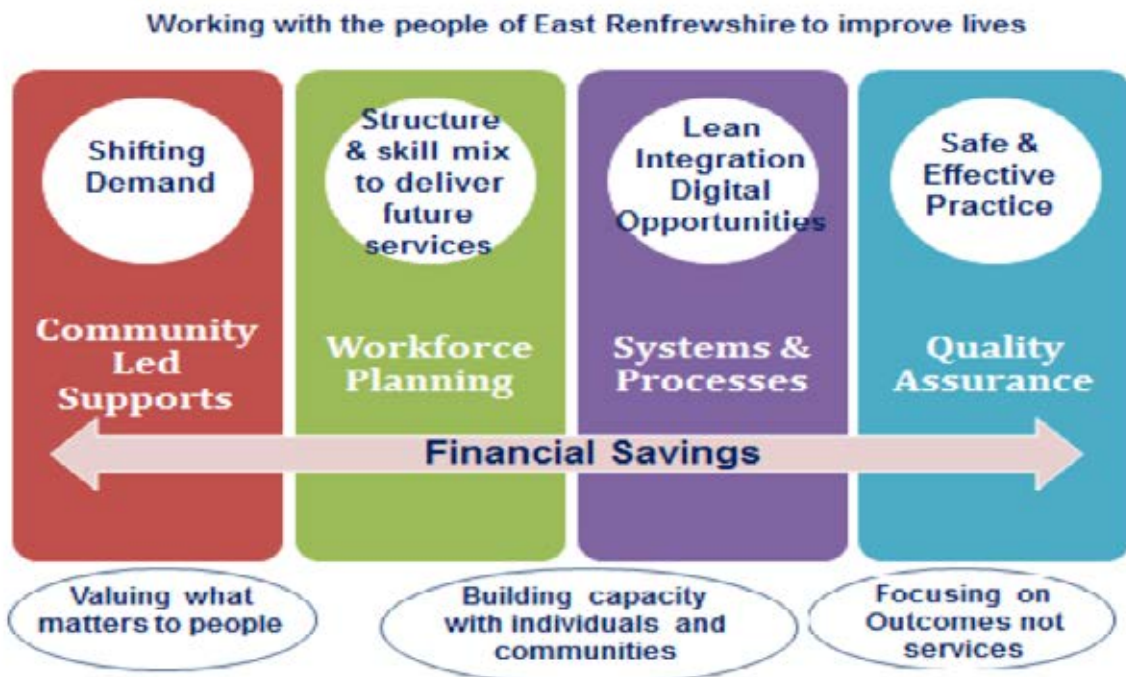 Working with the people of East Renfrewshire to improve lives
Shifting
Demand
Structure
& skill mix
to deliver
future
services
Lean
Integration
Digital
Opportunities
Safe &
Effective
Practice
Community
Led
Supports
Workforce
Planning
Systems &
Processes
Quality
Assurance
Financial Savings
Valuing what
matters to people
Building capacity
with individuals and
communities
Focusing on
Outcomes not
services